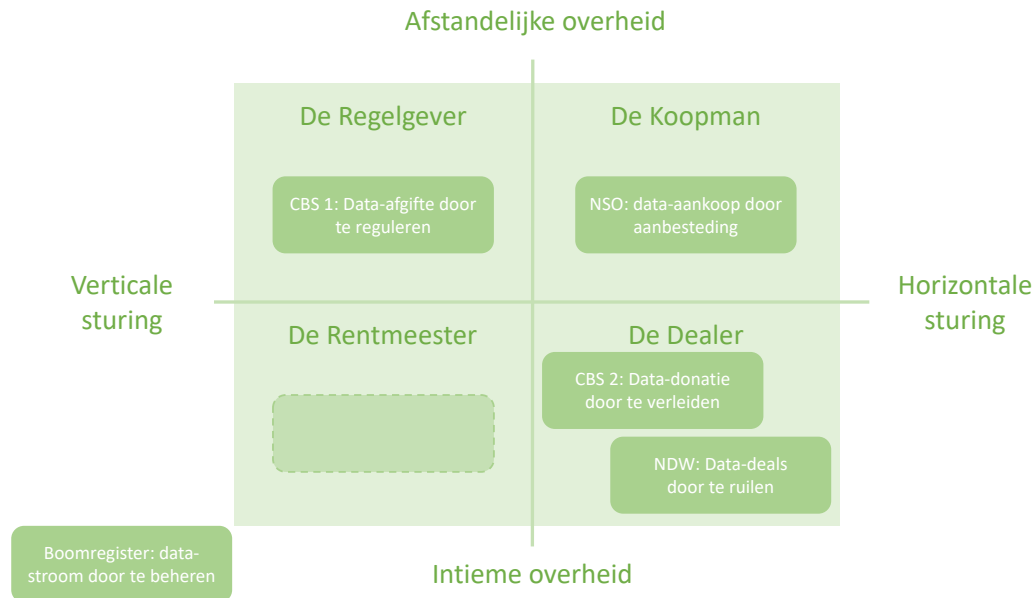 Afstandelijke overheid
De Regelgever
De Koopman
CBS 1: Data-afgifte door
te reguleren
NSO: data-aankoop door
aanbesteding
Verticale
sturing
Horizontale
sturing
De Rentmeester
De Dealer
CBS 2: Data-donatie
door te verleiden
NDW: Data-deals
door te ruilen
Boomregister: data-
stroom door te beheren
Intieme overheid